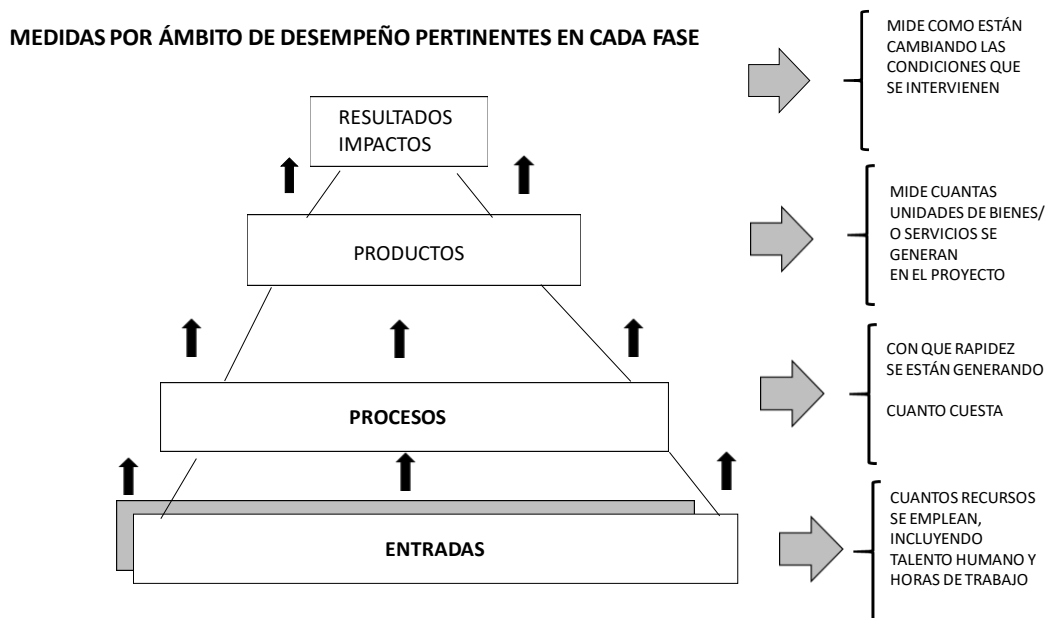 MEDIDAS POR ÁMBITO DE DESEMPEÑO PERTINENTES EN CADA FASE
RESULTADOS
IMPACTOS
MIDE COMO ESTÁN
CAMBIANDO LAS
CONDICIONES QUE
SE INTERVIENEN
PRODUCTOS
MIDE CUANTAS
UNIDADES DE BIENES/
O SERVICIOS SE
GENERAN
EN EL PROYECTO
PROCESOS
CON QUE RAPIDEZ
SE ESTÁN GENERANDO
CUANTO CUESTA
ENTRADAS
CUANTOS RECURSOS
SE EMPLEAN,
INCLUYENDO
TALENTO HUMANO Y
HORAS DE TRABAJO